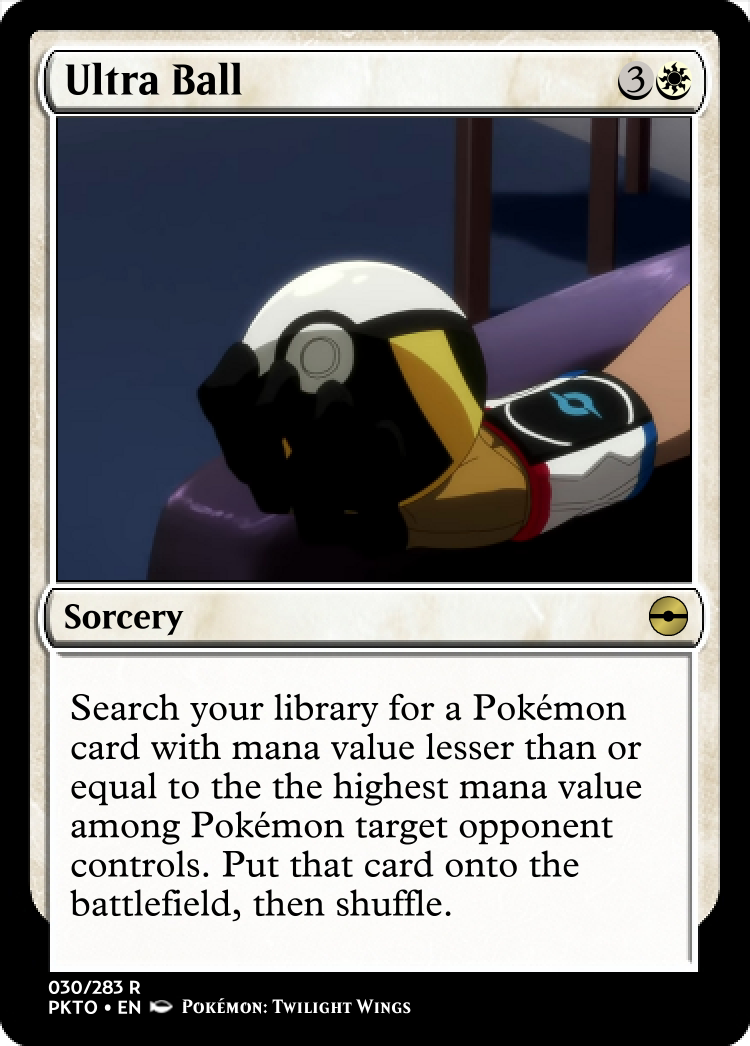 Ultra Ball 3
Sorcery
Search your library for a Pokémon
card with mana value lesser than or
equal to the the highest mana value
among Pokémon target opponent
controls. Put that card onto the
battlefield, then shuffle.
030/283 R
PKTO • EN Pokémon: Twilight Wings